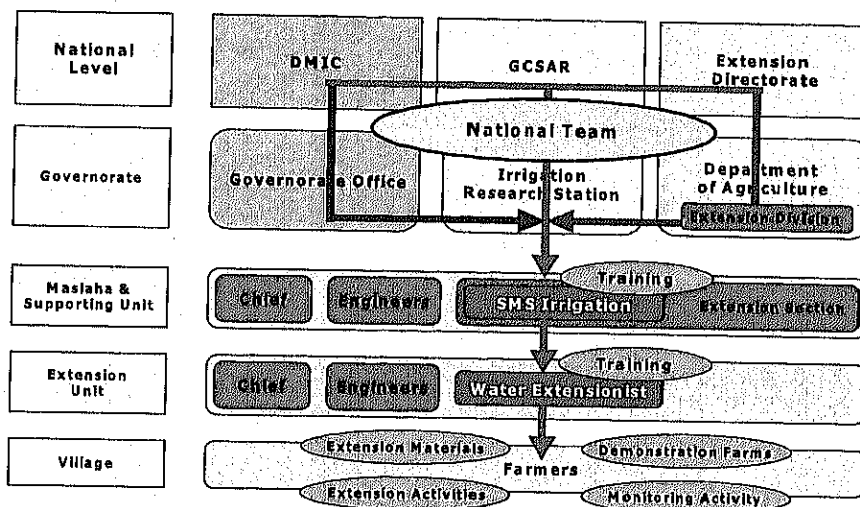 National
Level
DMIC
GCSAR
Extension
Directorate
National Team
Governorate
Governorate Office
Irrigation
Research Station
Department
of Agriculture
Extension Division
Maslaha &
Supporting Unit
Chief
Engineers
Training
SMS Irrigation
Extension Section
Extension
Unit
Chief
Engineers
Training
Water Extensionist
Village
Extension Materials
Demonstration Farms
Farmers
Extension Activities
Monitoring Activity